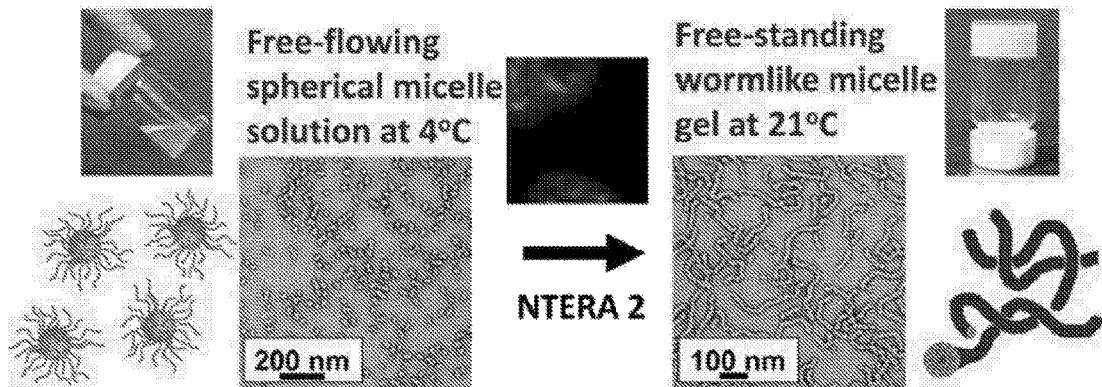 Free-flowing
spherical micelle
solution at 4°C
200 nm
NTERA 2
Free-standing
wormlike micelle
gel at 21°C
100 nm